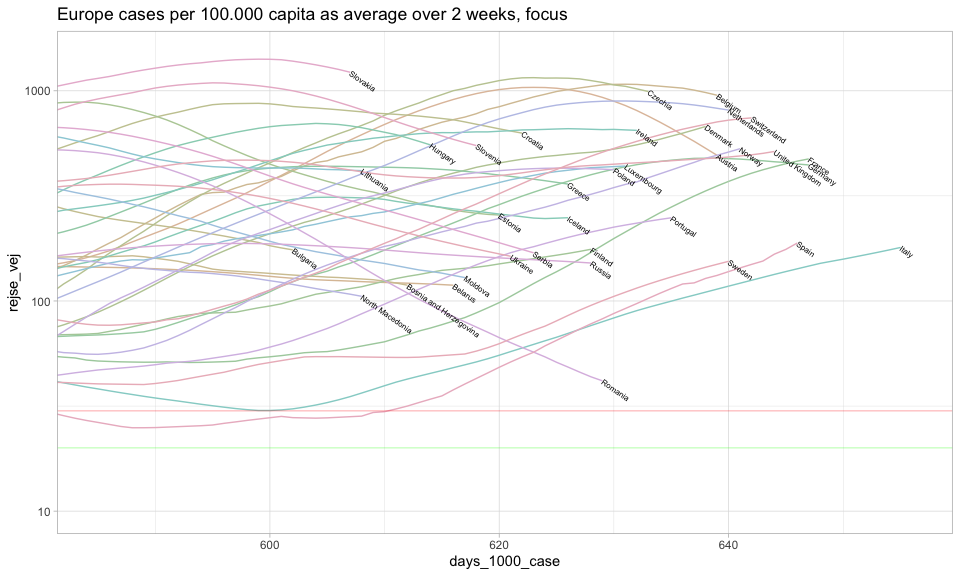 Europe cases per 100.000 capita as average over 2 weeks, focus
rejse_vej
1000
100
10
Slovakia
Czechia
Belgium
Netherlands
Switzerland
Croatia
Ireland
Denmark
Hungary
Slovenia
Austria
Norway
United Kingdom
France
Germany
Lithuania
Poland
Luxembourg
Greece
Estonia
Iceland
Portugal
Bulgaria
Ukraine
Serbia
Finland
Russia
Spain
Italy
Sweden
Moldova
Belarus
North Macedonia
Bosnia and Herzegovina
Romania
600
620
640
days_1000_case